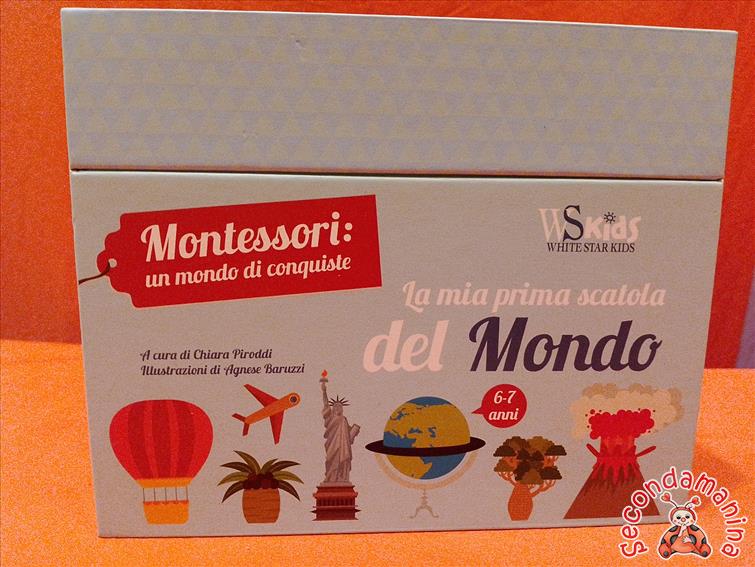 Montessori:
un mondo di conquiste
WSkids
WHITE STAR KIDS
La mia prima scatola
del Mondo
A cura di Chiara Piroddi
Illustrazioni di Agnese Baruzzi
6-7
anni
Secondamanina